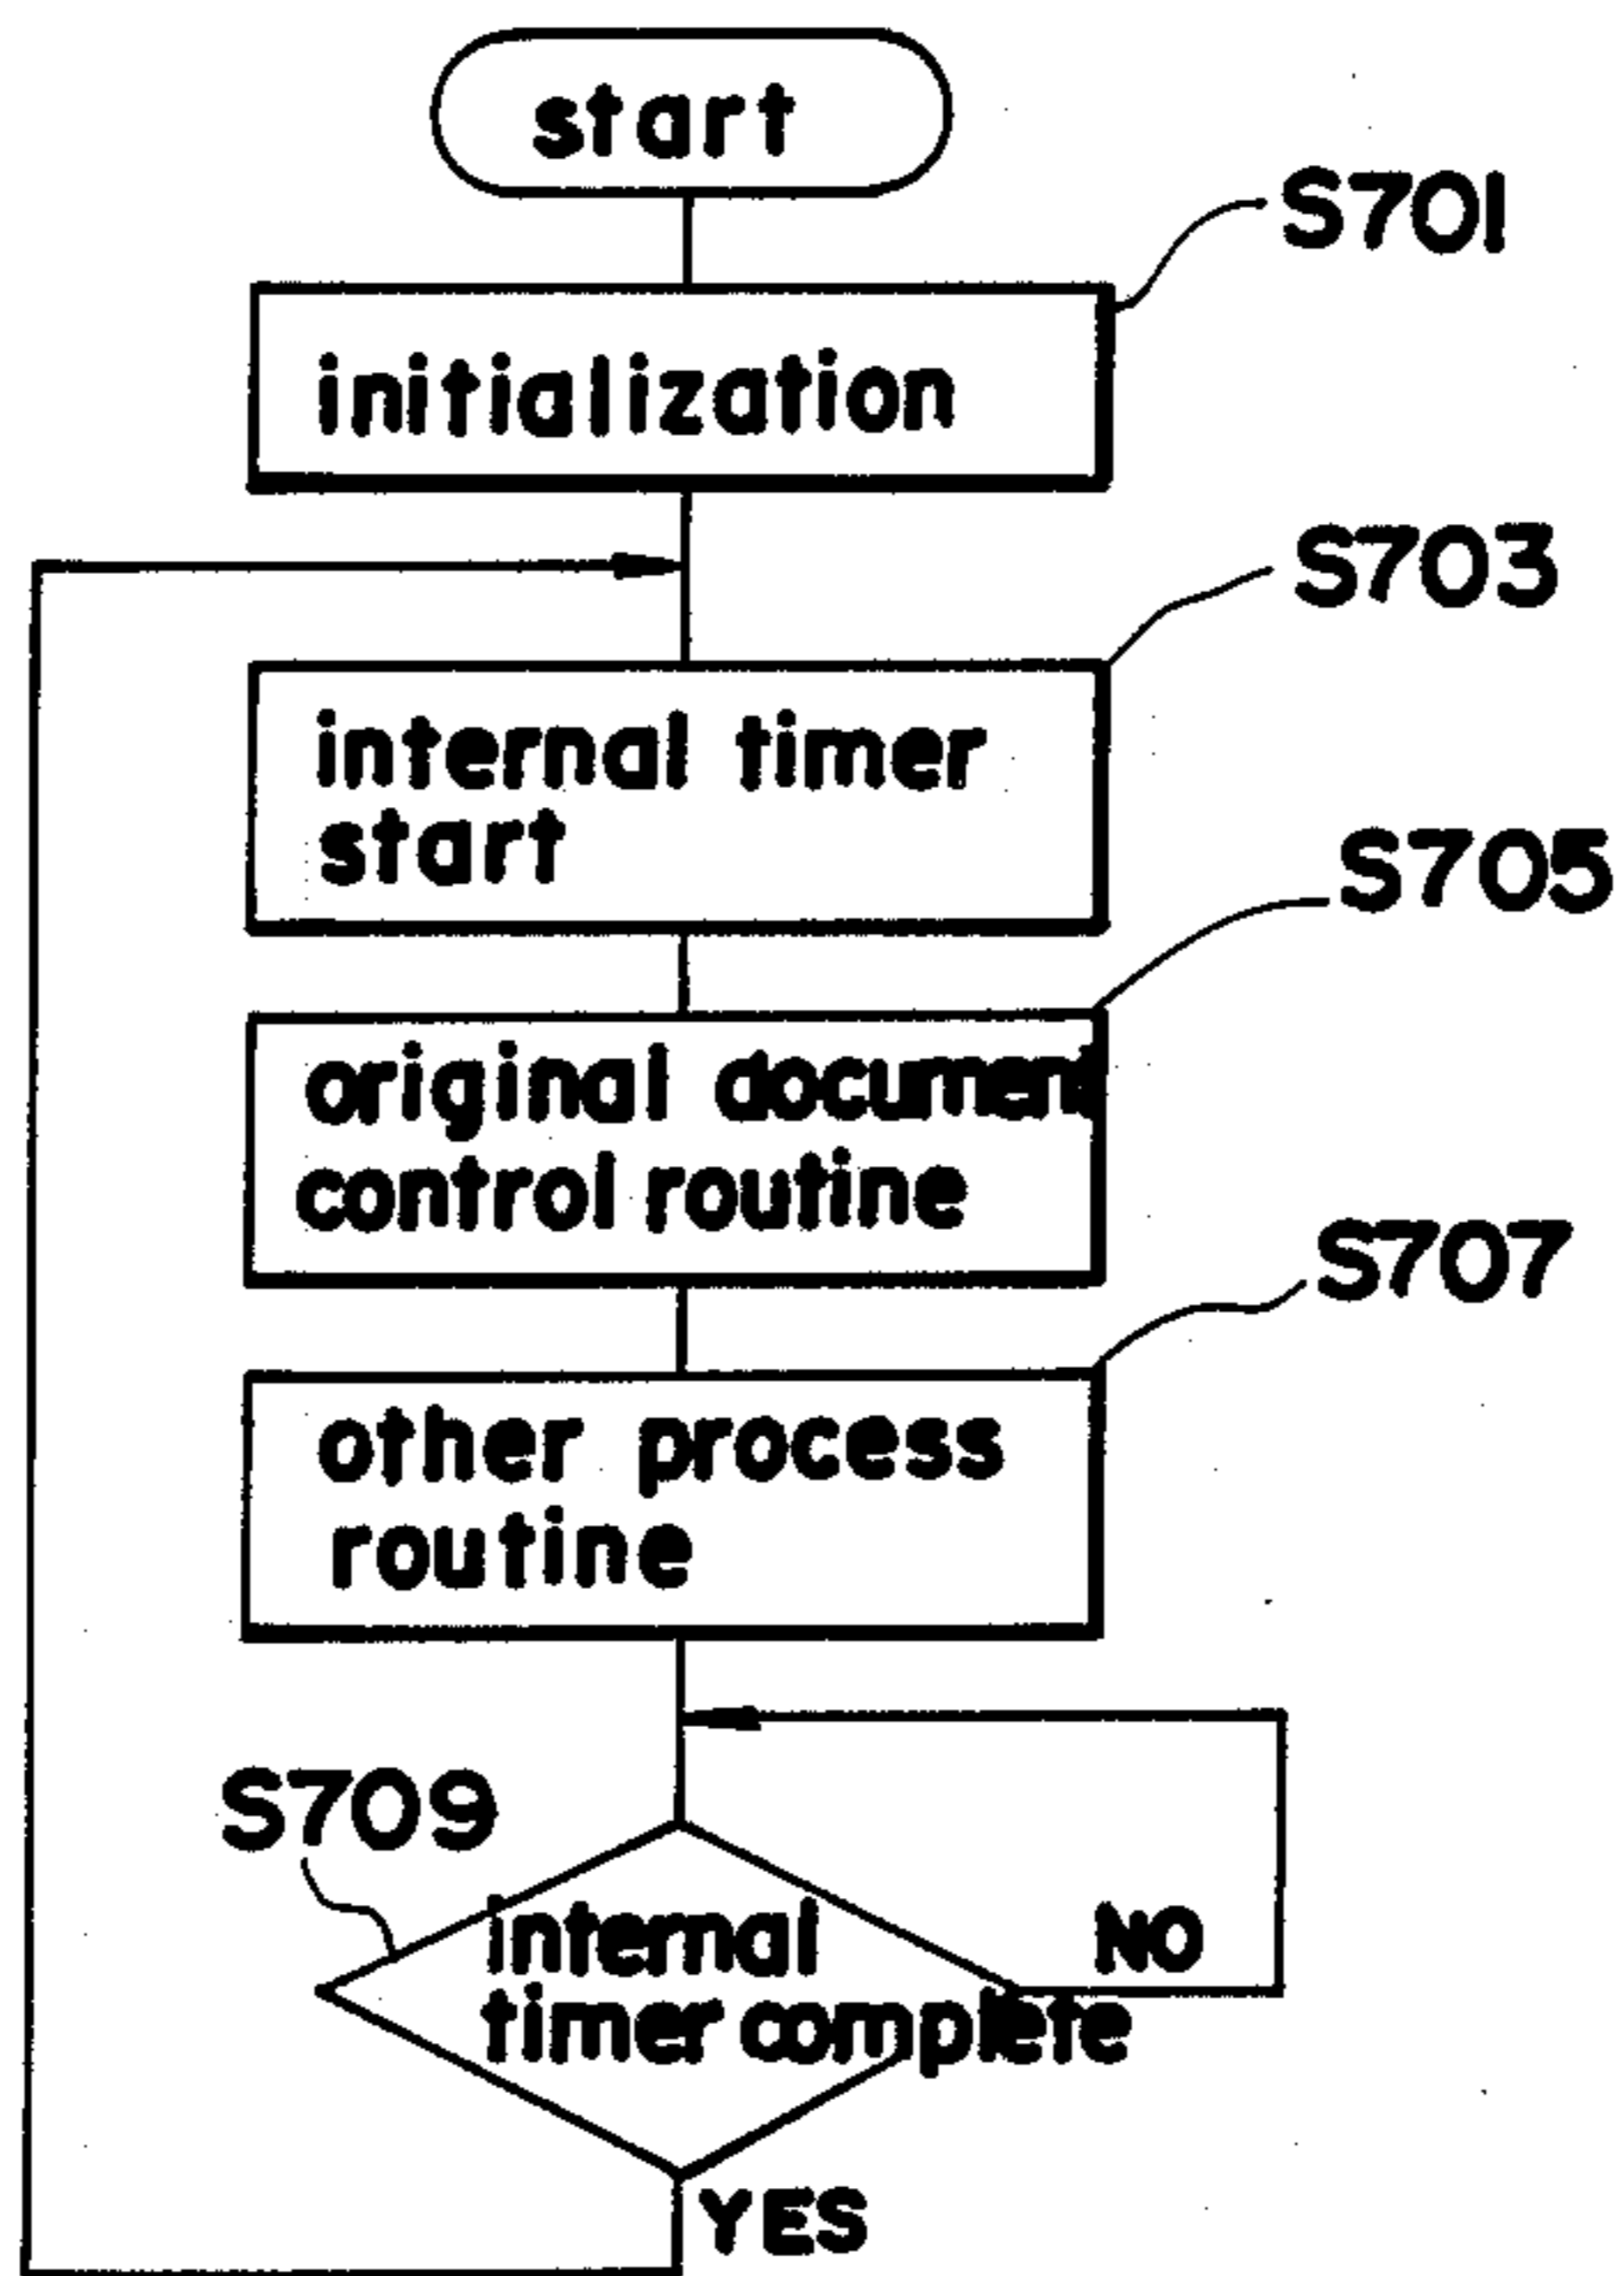 start
S701
initialization
S703
internal timer
start
S705
original document
control routine
S707
other process
routine
S709
internal
timer complete
NO
YES